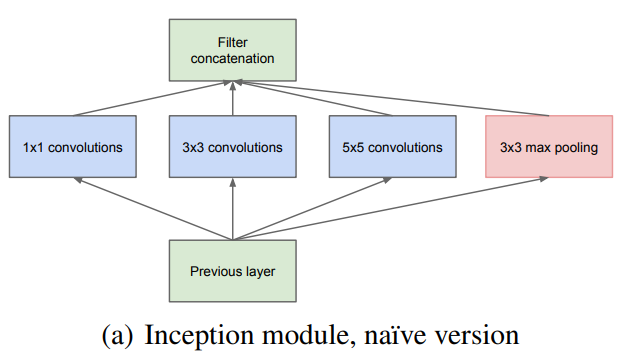 Filter
concatenation
1x1 convolutions
3x3 convolutions
5x5 convolutions
3x3 max pooling
Previous layer
(a) Inception module, naïve version